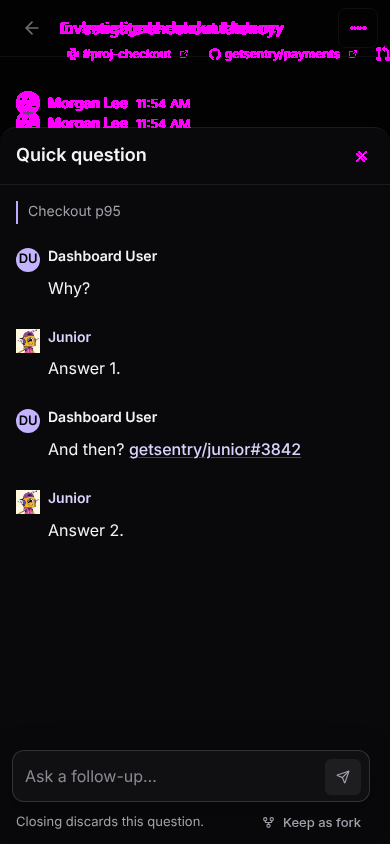 #proj-checkout getsentry/payments
Morgan Lee 11:54 AM
Morgan Lee 11:54 AM
Quick question
Checkout p95
DU Dashboard User
Why?
Junior
Answer 1.
DU Dashboard User
And then? getsentry/junior#3842
Junior
Answer 2.
Ask a follow-up...
Closing discards this question. Keep as fork